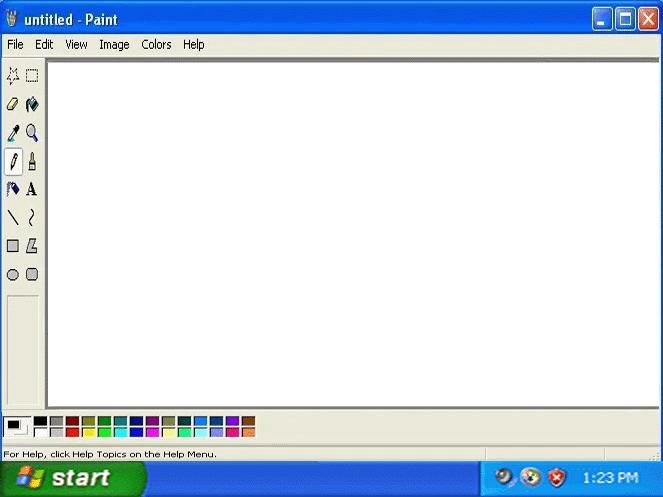 untitled - Paint
File Edit View Image Colors Help
A
For Help, click Help Topics on the Help Menu.
start 1:23 PM